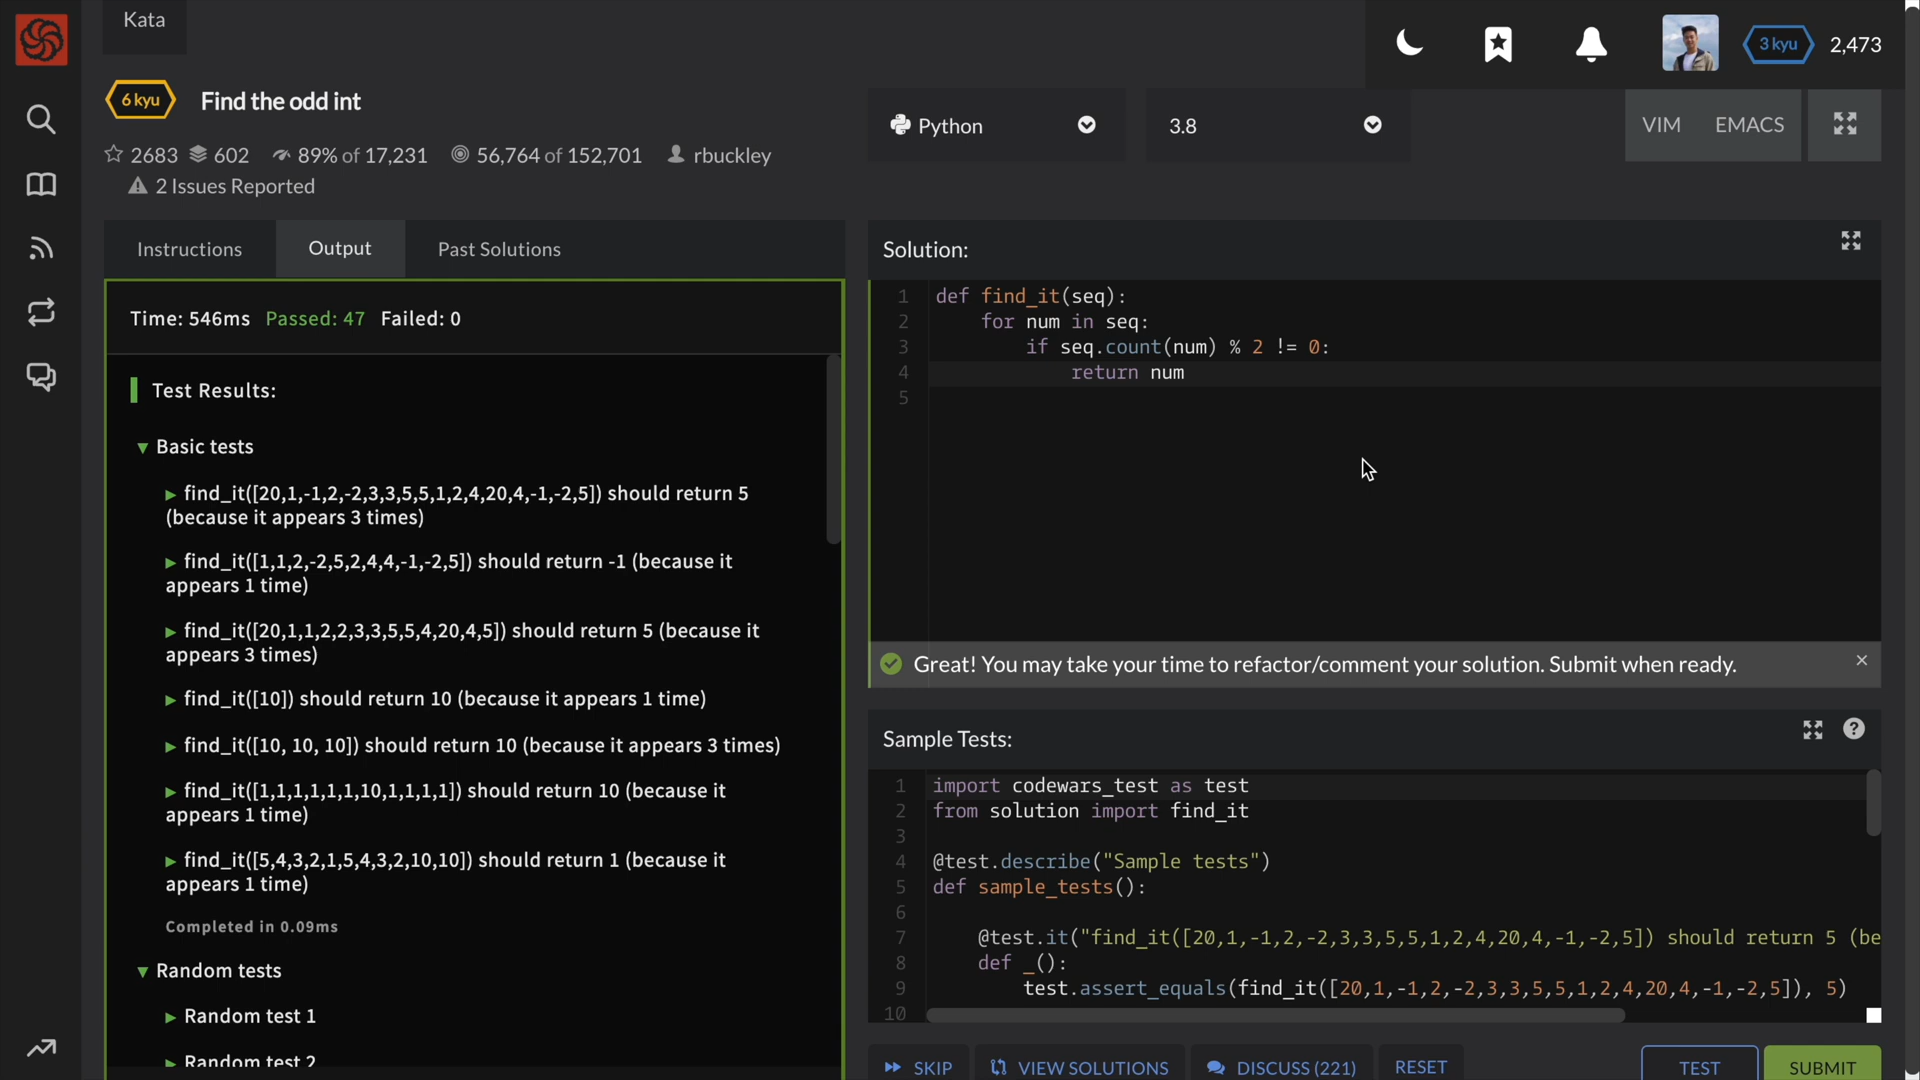 Kata
3 kyu
2,473
6 kyu
Find the odd int
2683
602
89% of 17,231
56,764 of 152,701
rbuckley
2 Issues Reported
Python
3.8
VIM
EMACS
Instructions
Output
Past Solutions
Time: 546ms Passed: 47 Failed: 0
Test Results:
Basic tests
find_it([20,1,-1,2,-2,3,3,5,5,1,2,4,20,4,-1,-2,5]) should return 5
(because it appears 3 times)
find_it([1,1,2,-2,5,2,4,4,-1,-2,5]) should return -1 (because it
appears 1 time)
find_it([20,1,1,2,2,3,3,5,5,4,20,4,5]) should return 5 (because it
appears 3 times)
find_it([10]) should return 10 (because it appears 1 time)
find_it([10, 10, 10]) should return 10 (because it appears 3 times)
find_it([1,1,1,1,1,1,10,1,1,1,1]) should return 10 (because it
appears 1 time)
find_it([5,4,3,2,1,5,4,3,2,10,10]) should return 1 (because it
appears 1 time)
Completed in 0.09ms
Random tests
Random test 1
Random test 2
Solution:
1 def find_it(seq):
2 for num in seq:
3 if seq.count(num) % 2 != 0:
4 return num
5
Great! You may take your time to refactor/comment your solution. Submit when ready.
Sample Tests:
1 import codewars_test as test
2 from solution import find_it
3
4 @test.describe("Sample tests")
5 def sample_tests():
6
7 @test.it("find_it([20,1,-1,2,-2,3,3,5,5,1,2,4,20,4,-1,-2,5]) should return 5 (be
8 def _():
9 test.assert_equals(find_it([20,1,-1,2,-2,3,3,5,5,1,2,4,20,4,-1,-2,5]), 5)
10
SKIP
VIEW SOLUTIONS
DISCUSS (221)
RESET
TEST
SUBMIT